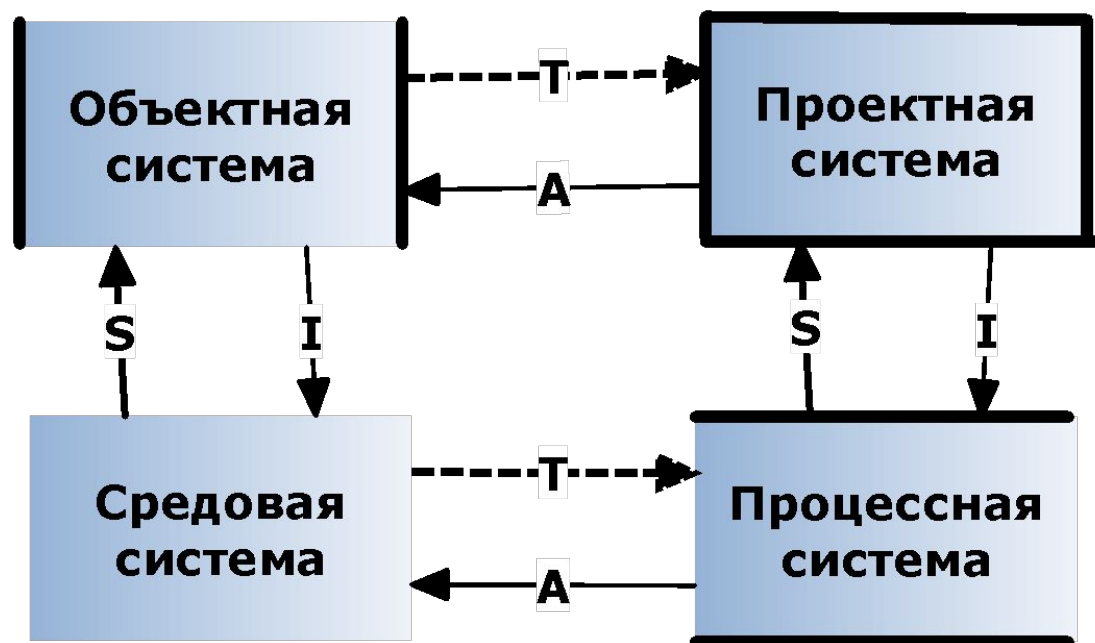 Объектная
система
T
Проектная
система
A
S
I
S
I
Средовая
система
T
Процессная
система
A